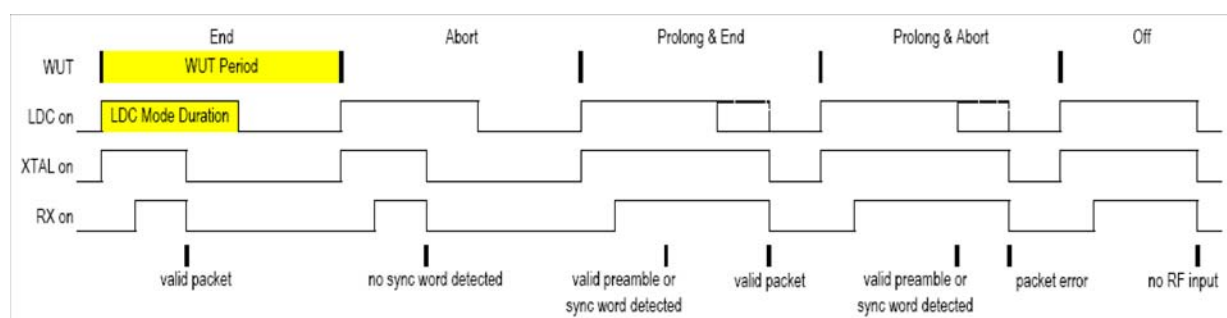 End Abort Prolong & End Prolong & Abort Off
WUT WUT Period
LDC on LDC Mode Duration
XTAL on
RX on
valid packet no sync word detected valid preamble or sync word detected valid packet valid preamble or sync word detected packet error no RF input